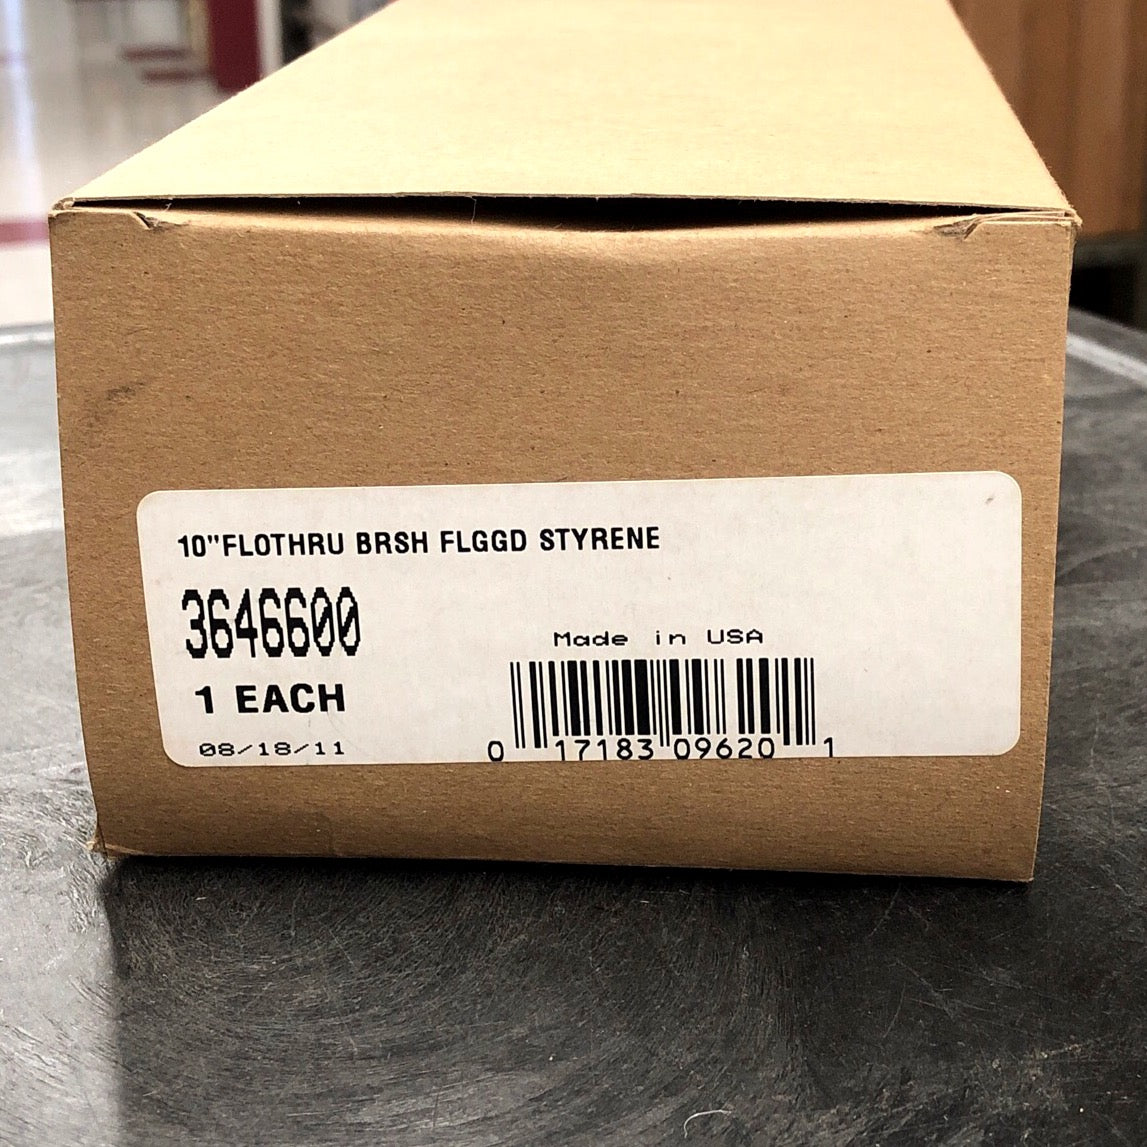 10"FLOTHRU BRSH FLGGD STYRENE
3646600
1 EACH
Made in USA
08/18/11
0 17183 09620 1